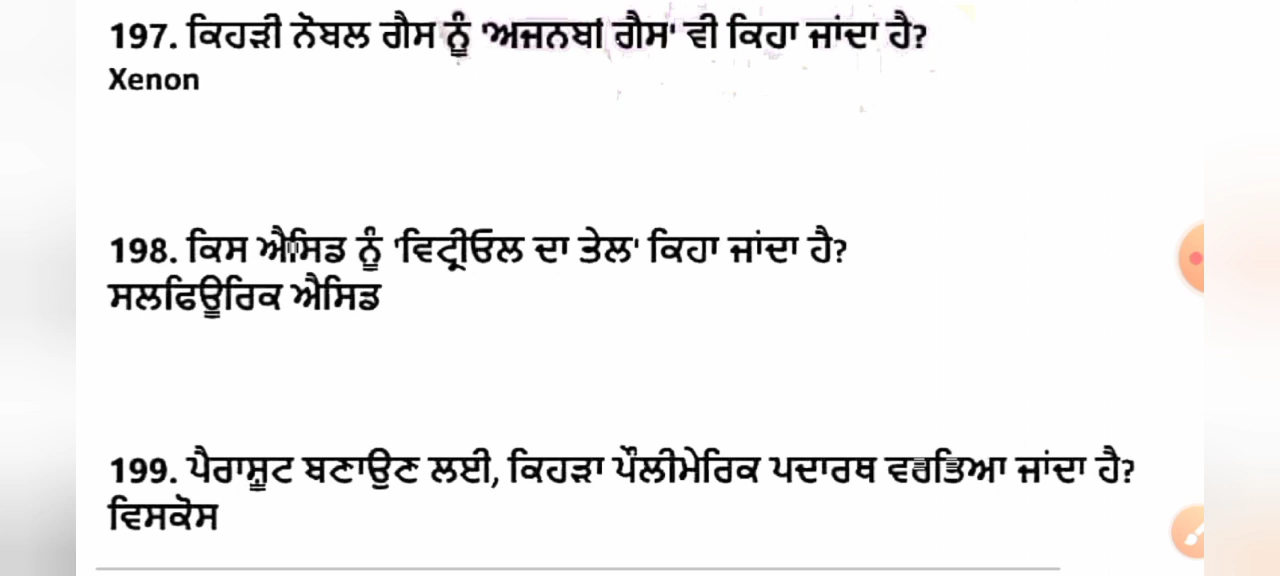 197. ਕਿਹੜੀ ਨੋਬਲ ਗੈਸ ਨੂੰ 'ਅਜਨਬੀ ਗੈਸ' ਵੀ ਕਿਹਾ ਜਾਂਦਾ ਹੈ?
Xenon
198. ਕਿਸ ਐਸਿਡ ਨੂੰ 'ਵਿਟ੍ਰੀਓਲ ਦਾ ਤੇਲ' ਕਿਹਾ ਜਾਂਦਾ ਹੈ?
ਸਲਫਿਊਰਿਕ ਐਸਿਡ
199. ਪੈਰਾਸ਼ੂਟ ਬਣਾਉਣ ਲਈ, ਕਿਹੜਾ ਪੌਲੀਮੇਰਿਕ ਪਦਾਰਥ ਵਰਤਿਆ ਜਾਂਦਾ ਹੈ?
ਵਿਸਕੋਸ